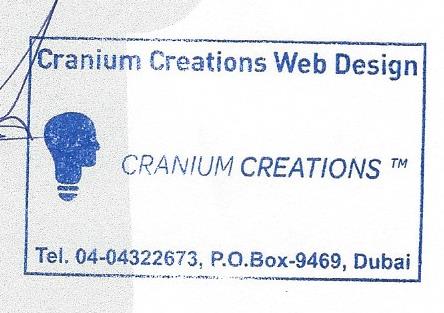 Cranium Creations Web Design
CRANIUM CREATIONS ™
Tel. 04-04322673, P.O.Box-9469, Dubai